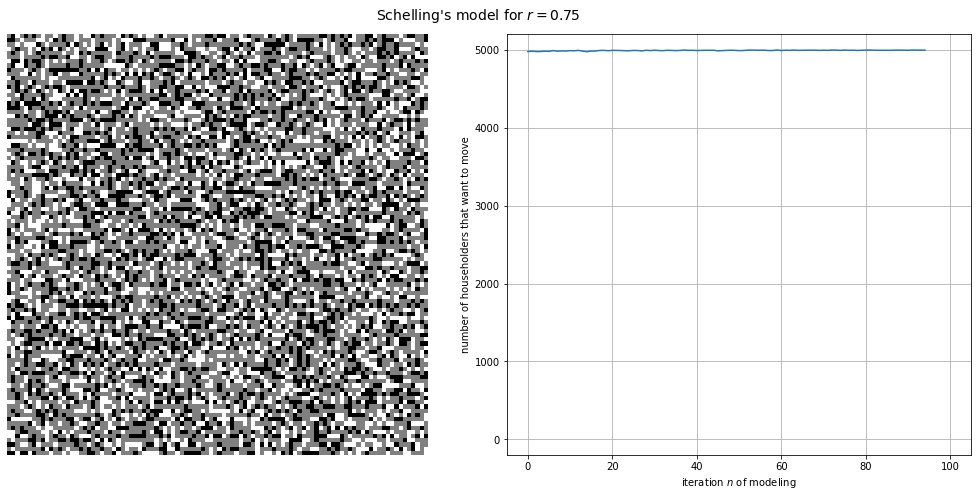 Schelling's model for r = 0.75
number of householders that want to move
5000
4000
3000
2000
1000
0
0 20 40 60 80 100
iteration n of modeling